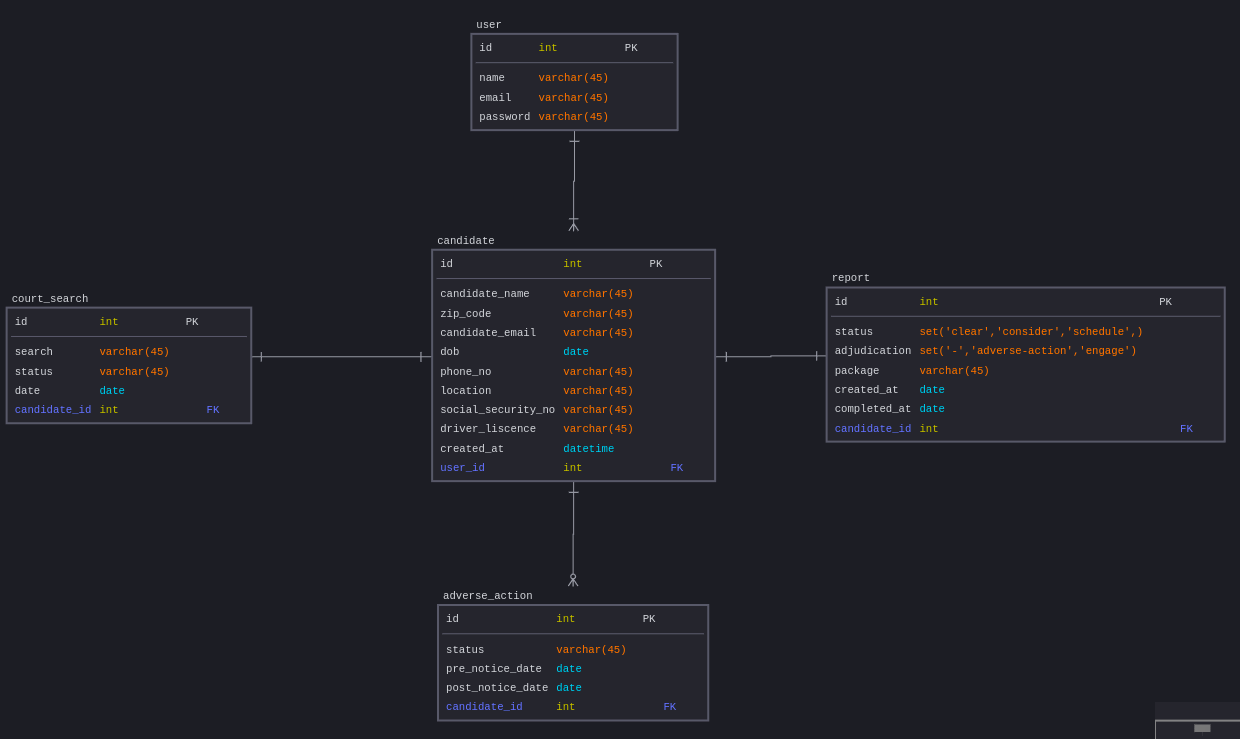 user
id int PK
name varchar(45)
email varchar(45)
password varchar(45)
candidate
id int PK
candidate_name varchar(45)
zip_code varchar(45)
candidate_email varchar(45)
dob date
phone_no varchar(45)
location varchar(45)
social_security_no varchar(45)
driver_liscence varchar(45)
created_at datetime
user_id int FK
court_search
id int PK
search varchar(45)
status varchar(45)
date date
candidate_id int FK
report
id int PK
status set('clear','consider','schedule',)
adjudication set('-','adverse-action','engage')
package varchar(45)
created_at date
completed_at date
candidate_id int FK
adverse_action
id int PK
status varchar(45)
pre_notice_date date
post_notice_date date
candidate_id int FK